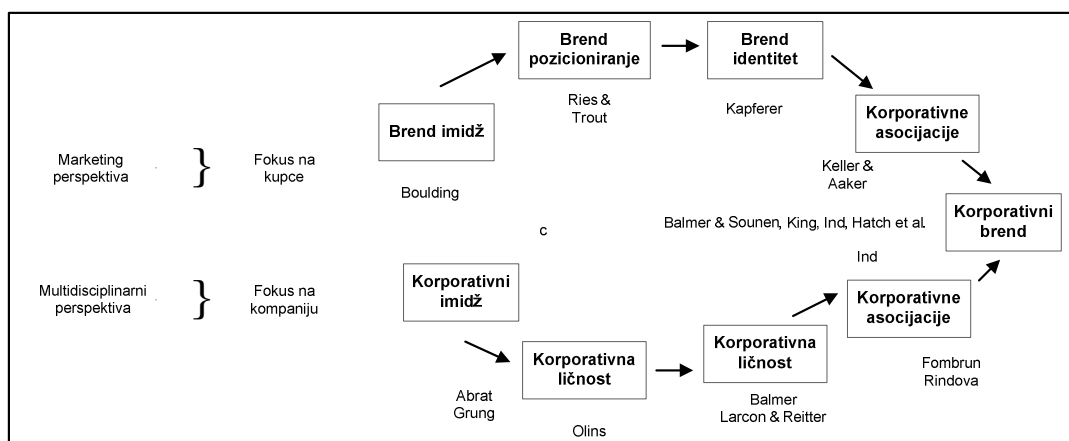 Brend
pozicioniranje
Brend
identitet
Ries &
Trout
Kapferer
Brend imidž
Korporativne
asocijacije
Marketing
perspektiva
}
Fokus na
kupce
Keller &
Aaker
Boulding
Balmer & Sounen, King, Ind, Hatch et al.
Korporativni
brend
c
Ind
Multidisciplinarni
perspektiva
}
Fokus na
kompaniju
Korporativni
imidž
Korporativne
asocijacije
Korporativna
ličnost
Korporativna
ličnost
Fombrun
Rindova
Abrat
Grung
Balmer
Larcon & Reitter
Olins